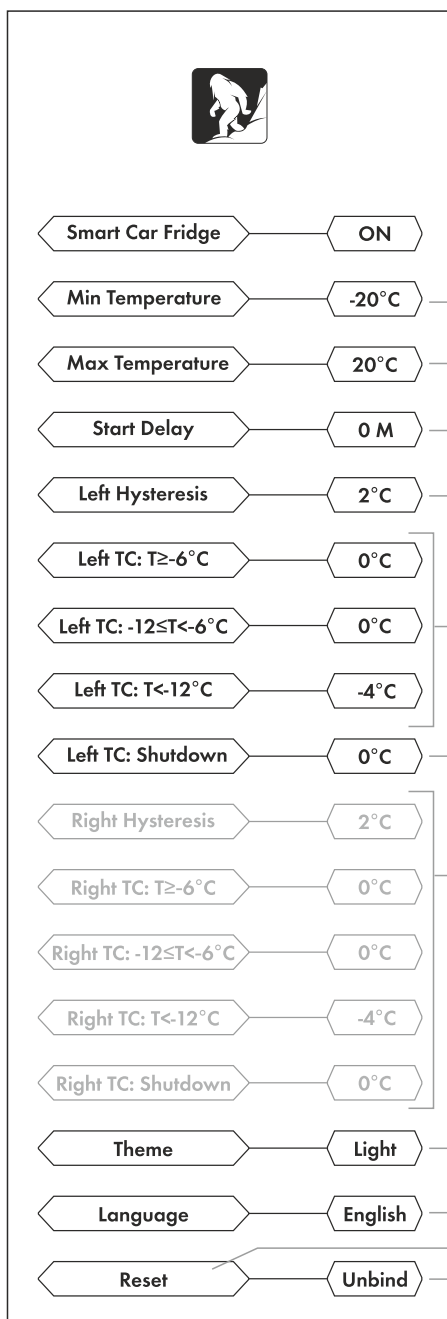 Smart Car Fridge ON
Min Temperature -20°C
Max Temperature 20°C
Start Delay 0 M
Left Hysteresis 2°C
Left TC: T≥-6°C 0°C
Left TC: -12≤T<-6°C 0°C
Left TC: T<-12°C -4°C
Left TC: Shutdown 0°C
Right Hysteresis 2°C
Right TC: T≥-6°C 0°C
Right TC: -12≤T<-6°C 0°C
Right TC: T<-12°C -4°C
Right TC: Shutdown 0°C
Theme Light
Language English
Reset Unbind